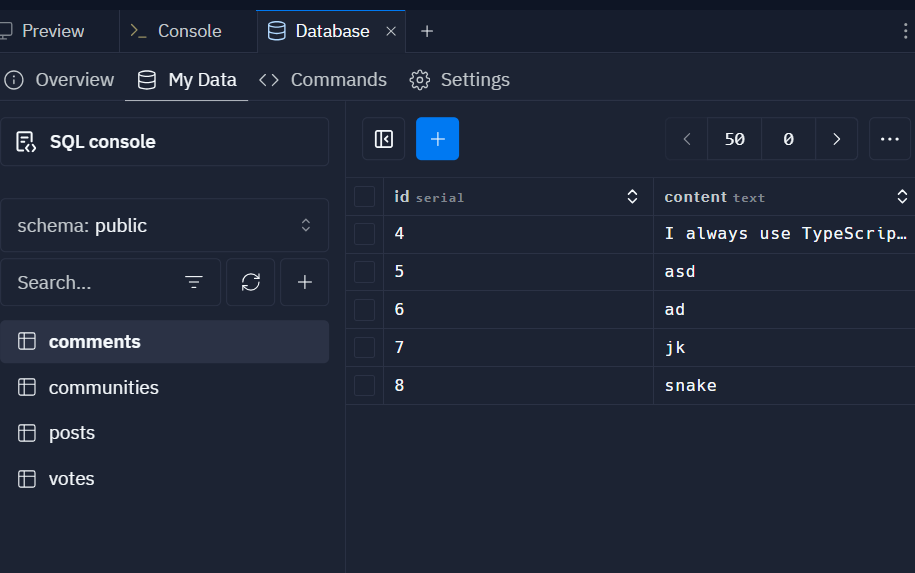 Preview Console Database
Overview My Data Commands Settings
SQL console
schema: public
Search...
comments
communities
posts
votes
50 0
id serial content text
4 I always use TypeScrip…
5 asd
6 ad
7 jk
8 snake